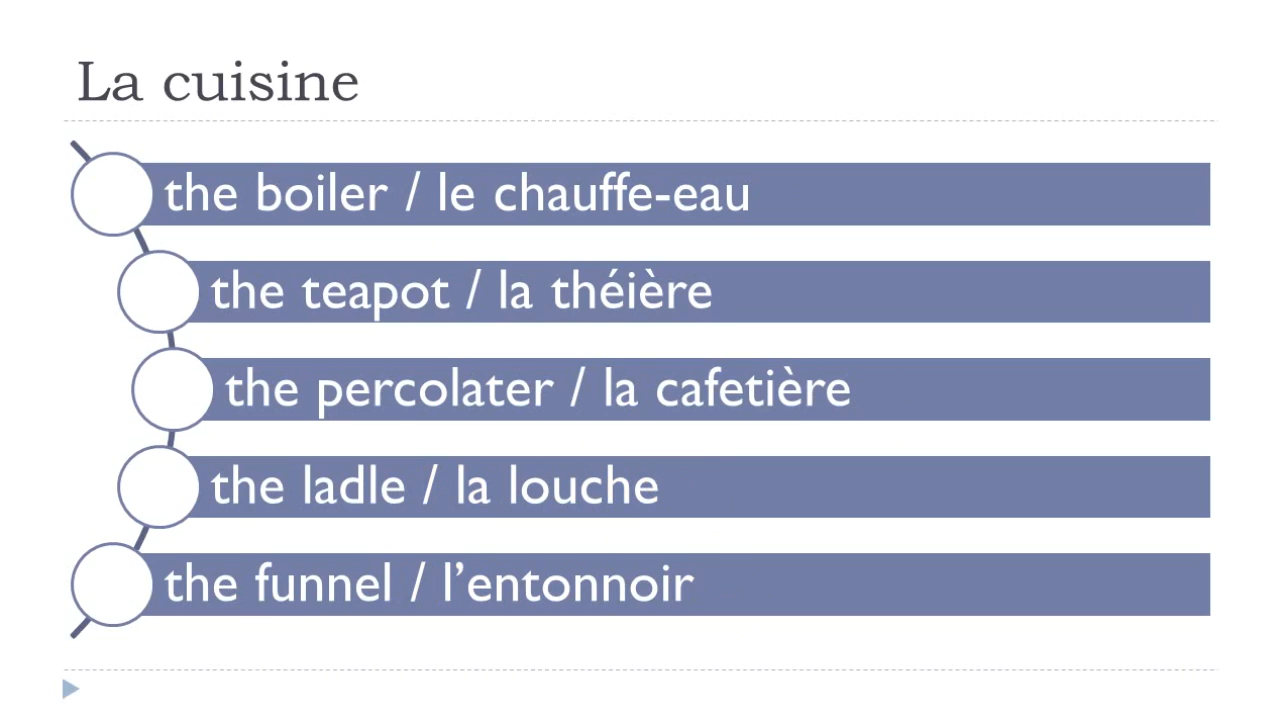 La cuisine
the boiler / le chauffe-eau
the teapot / la théière
the percolater / la cafetière
the ladle / la louche
the funnel / l’entonnoir